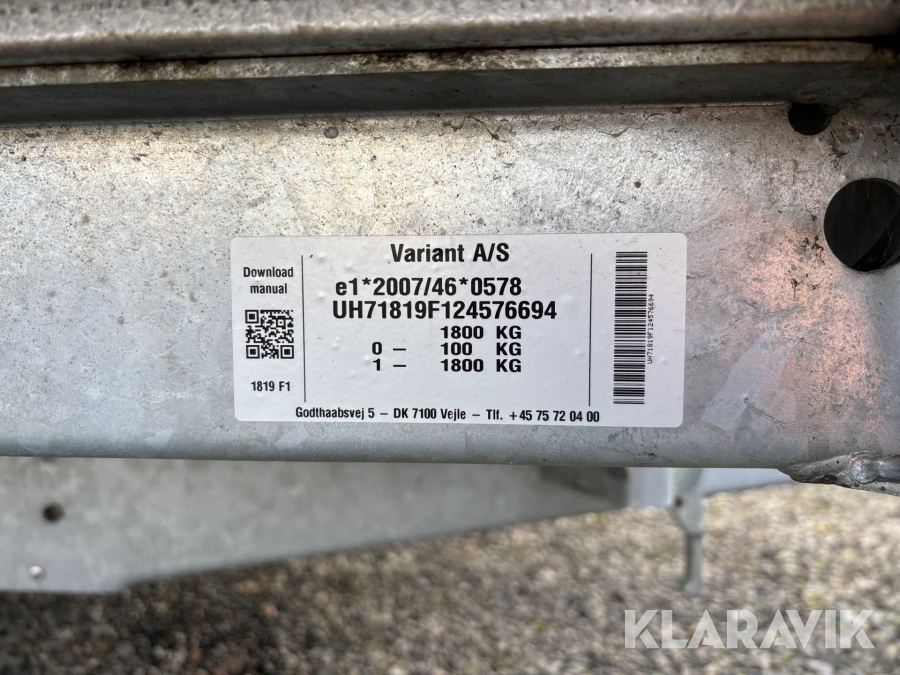 Variant A/S
Download
manual
e1*2007/46*0578
UH71819F124576694
1800 KG
0 – 100 KG
1 – 1800 KG
1819 F1
UH71819F124576694
Godthaabsvej 5 – DK 7100 Vejle – Tlf. +45 75 72 04 00
KLARAVIK